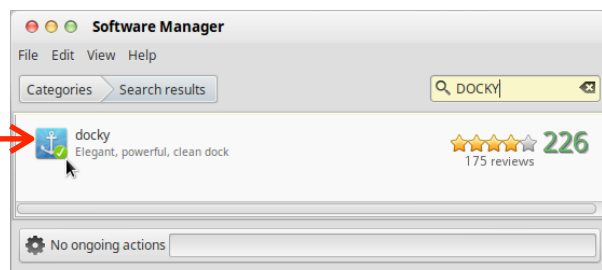 Software Manager
File Edit View Help
Categories Search results DOCKY
docky
Elegant, powerful, clean dock
226
175 reviews
No ongoing actions